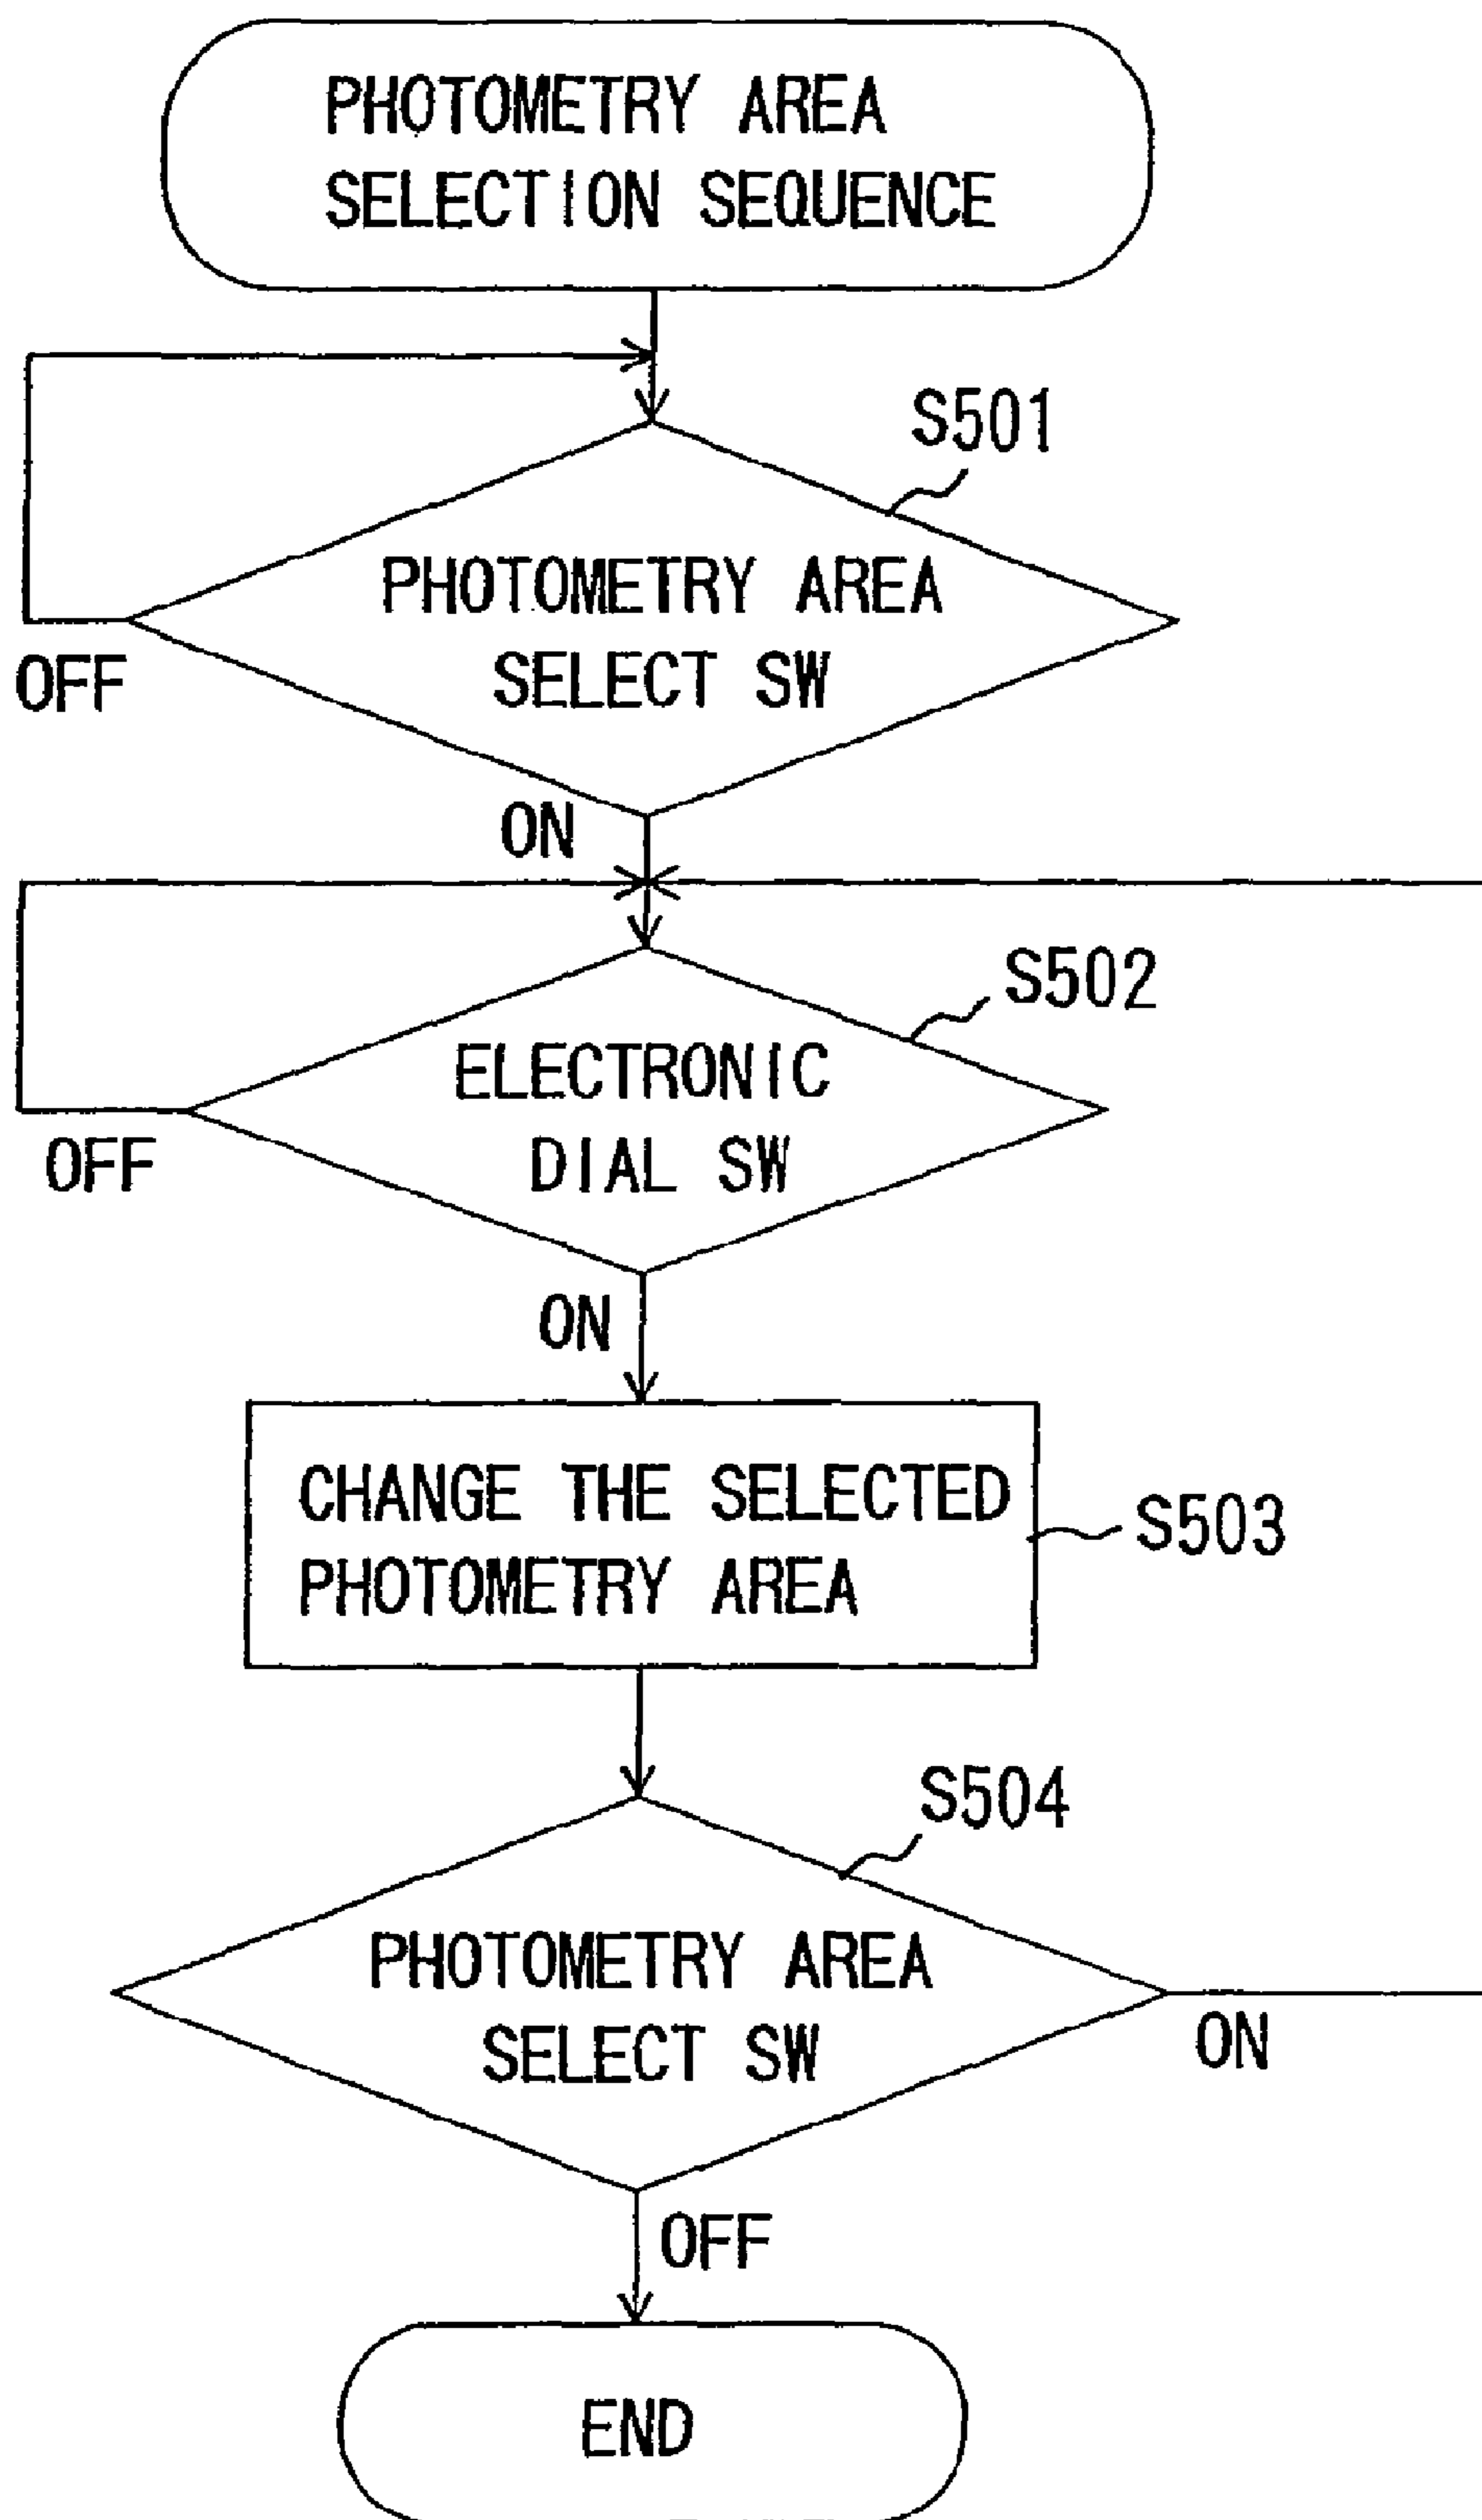 PHOTOMETRY AREA
SELECTION SEQUENCE
S501
PHOTOMETRY AREA
SELECT SW
OFF
ON
S502
ELECTRONIC
DIAL SW
OFF
ON
CHANGE THE SELECTED
PHOTOMETRY AREA
S503
S504
PHOTOMETRY AREA
SELECT SW
ON
OFF
END